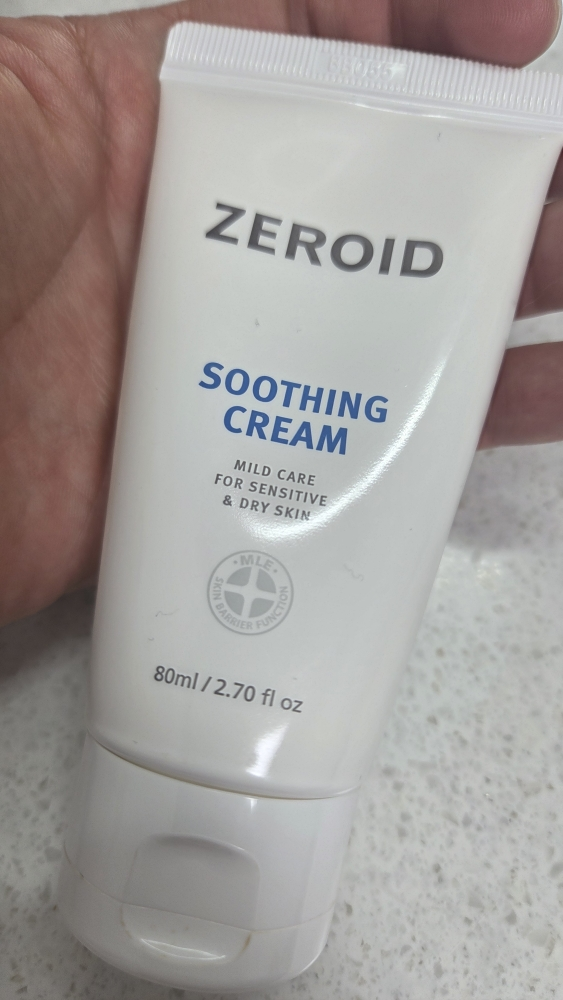 ZEROID
SOOTHING
CREAM
MILD CARE
FOR SENSITIVE
& DRY SKIN
• MLE •
SKIN BARRIER FUNCTION
80ml / 2.70 fl oz